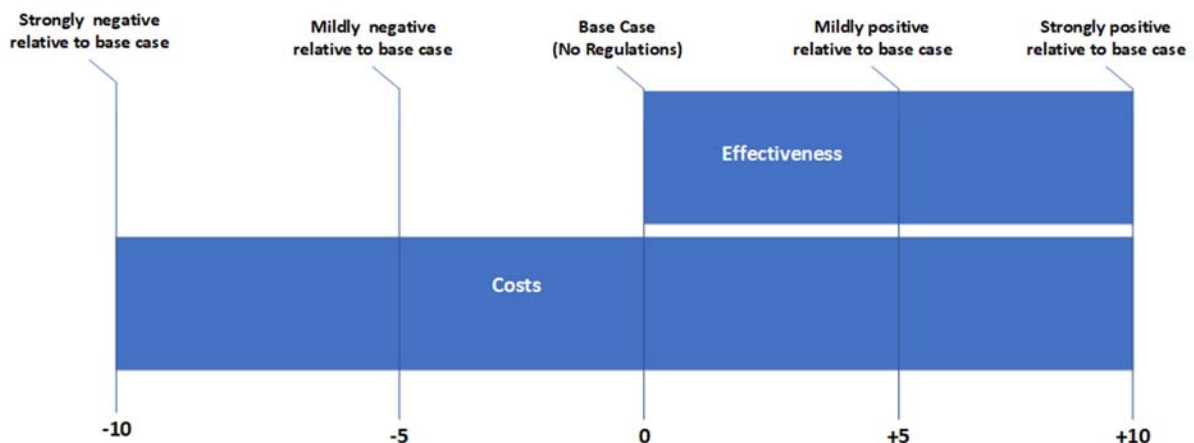 Strongly negative
relative to base case
Mildly negative
relative to base case
Base Case
(No Regulations)
Mildly positive
relative to base case
Strongly positive
relative to base case
Effectiveness
Costs
-10
-5
0
+5
+10